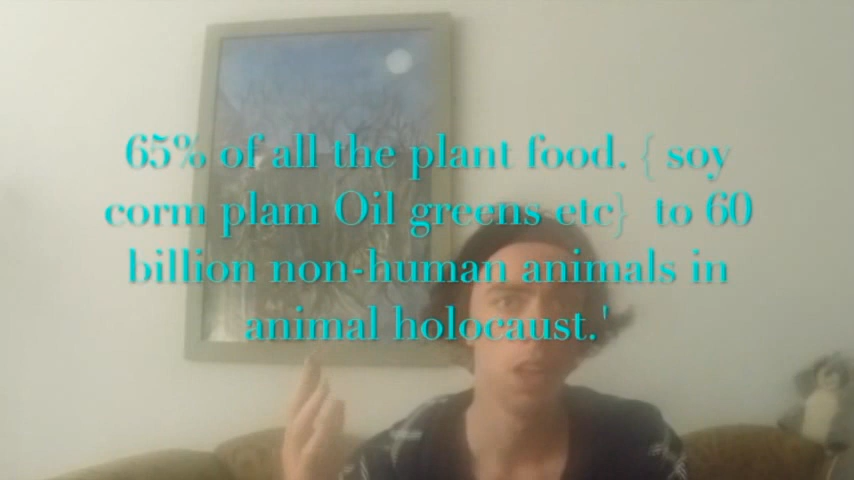 65% of all the plant food. { soy
corm plam Oil greens etc} to 60
billion non-human animals in
animal holocaust.'